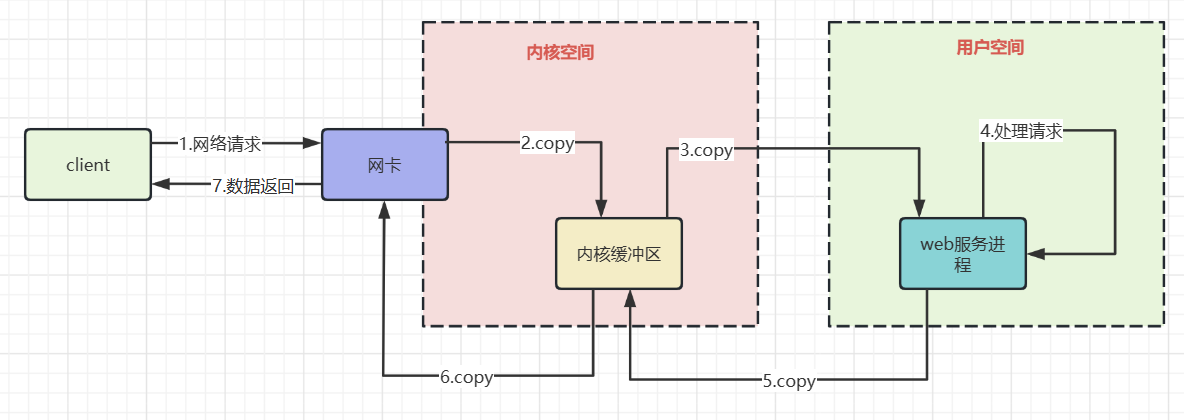 内核空间
用户空间
client
1.网络请求
7.数据返回
网卡
2.copy
内核缓冲区
3.copy
4.处理请求
web服务进
程
6.copy
5.copy